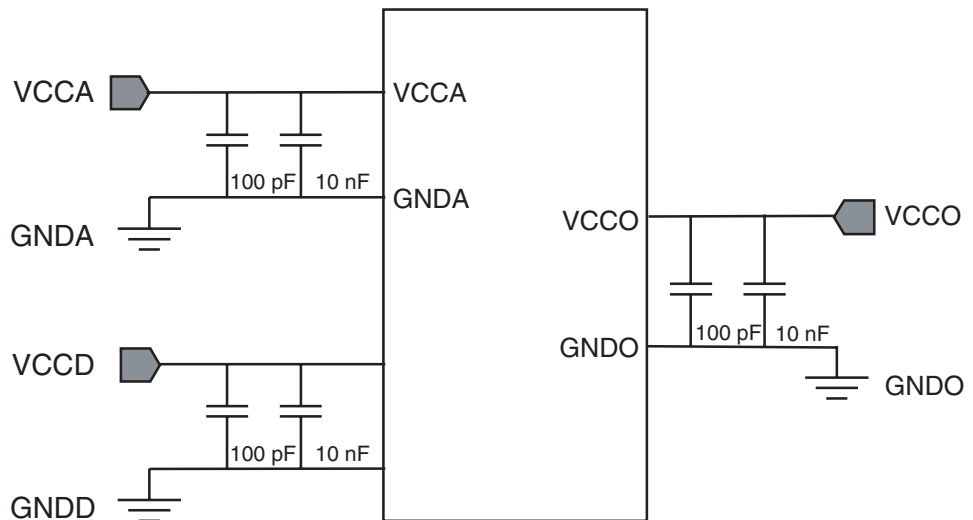 VCCA
VCCA
100 pF 10 nF
GNDA
GNDA
VCCO
VCCO
100 pF 10 nF
GNDO
GNDO
VCCD
100 pF 10 nF
GNDD